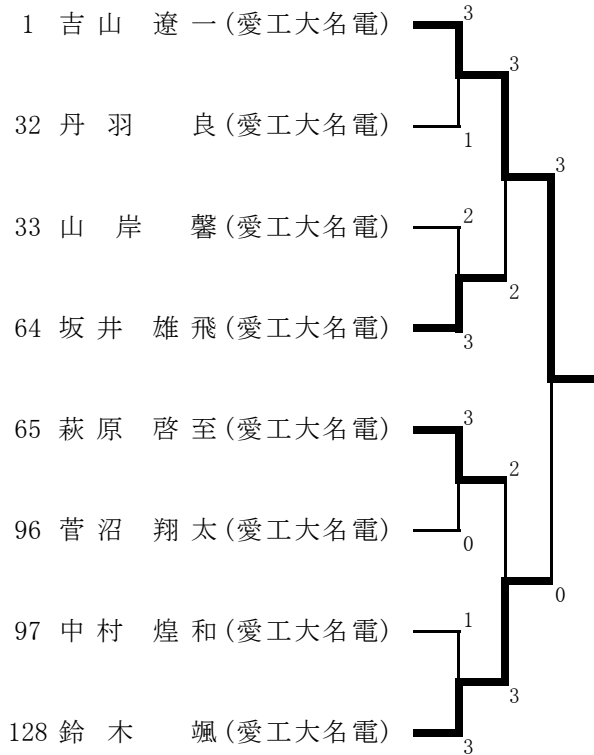 1 吉山 遼一(愛工大名電) 3
3
32 丹羽 良(愛工大名電) 1
3
33 山岸 馨(愛工大名電) 2
2
64 坂井 雄飛(愛工大名電) 3
65 萩原 啓至(愛工大名電) 3
2
96 菅沼 翔太(愛工大名電) 0
0
97 中村 煌和(愛工大名電) 1
3
128 鈴木 颯(愛工大名電) 3